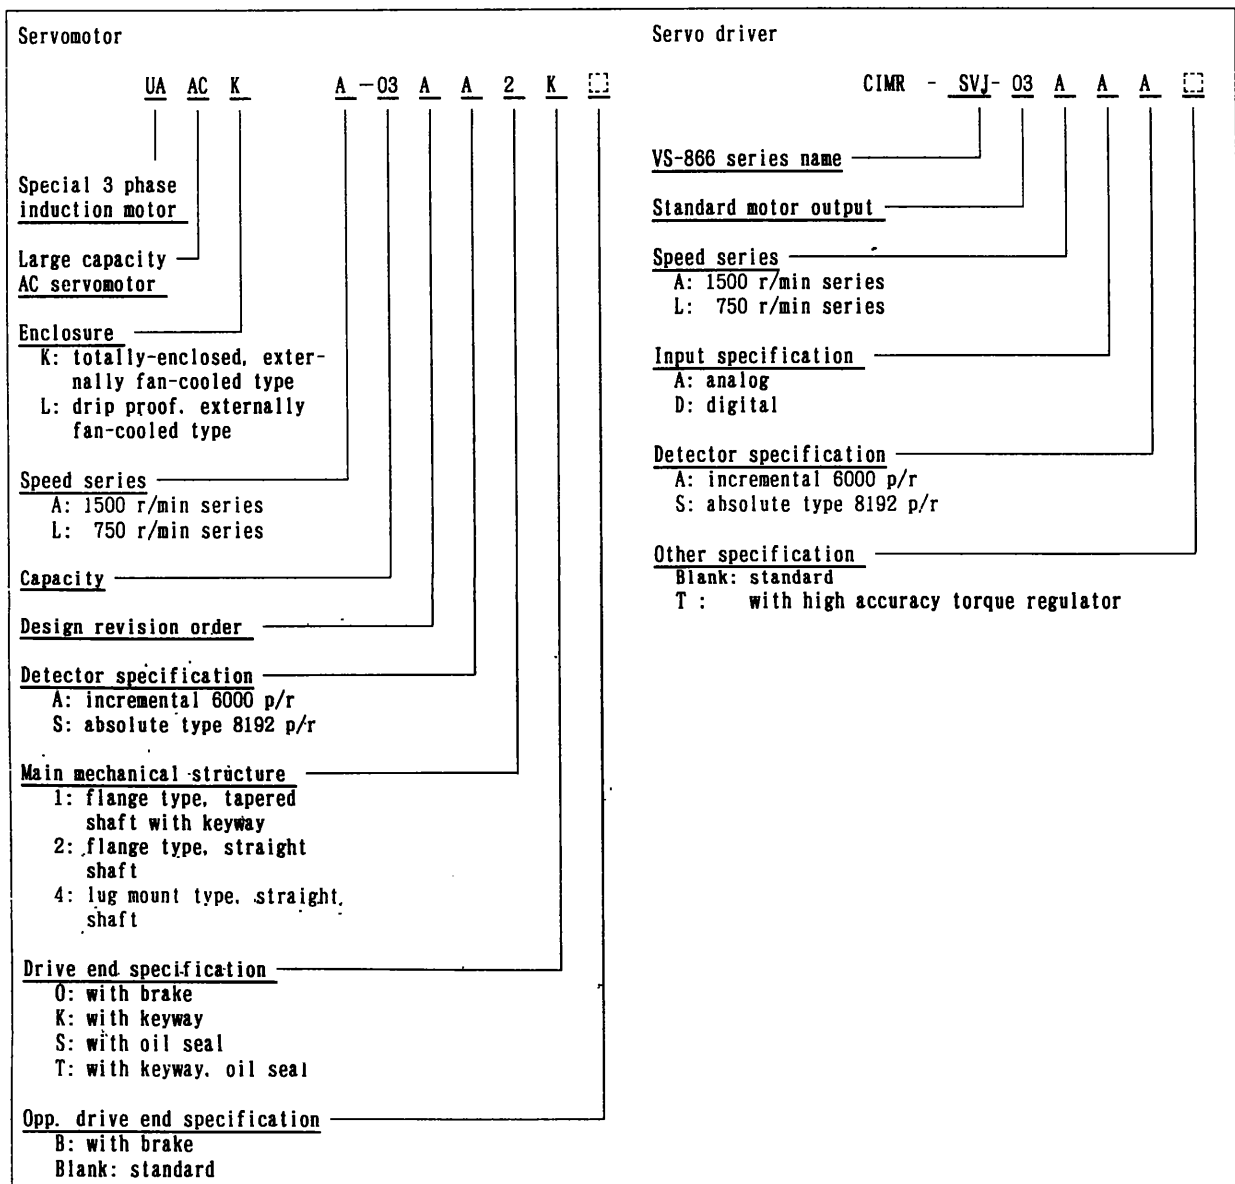 Servomotor
UA AC K A -03 A A 2 K
Special 3 phase
induction motor
Large capacity
AC servomotor
Enclosure
K: totally-enclosed, exter-
nally fan-cooled type
L: drip proof. externally
fan-cooled type
Speed series
A: 1500 r/min series
L: 750 r/min series
Capacity
Design revision order
Detector specification
A: incremental 6000 p/r
S: absolute type 8192 p/r
Main mechanical structure
1: flange type, tapered
shaft with keyway
2: flange type, straight
shaft
4: lug mount type, straight,
shaft
Drive end specification
O: with brake
K: with keyway
S: with oil seal
T: with keyway. oil seal
Opp. drive end specification
B: with brake
Blank: standard
Servo driver
CIMR - SVJ- 03 A A A
VS-866 series name
Standard motor output
Speed series
A: 1500 r/min series
L: 750 r/min series
Input specification
A: analog
D: digital
Detector specification
A: incremental 6000 p/r
S: absolute type 8192 p/r
Other specification
Blank: standard
T : with high accuracy torque regulator